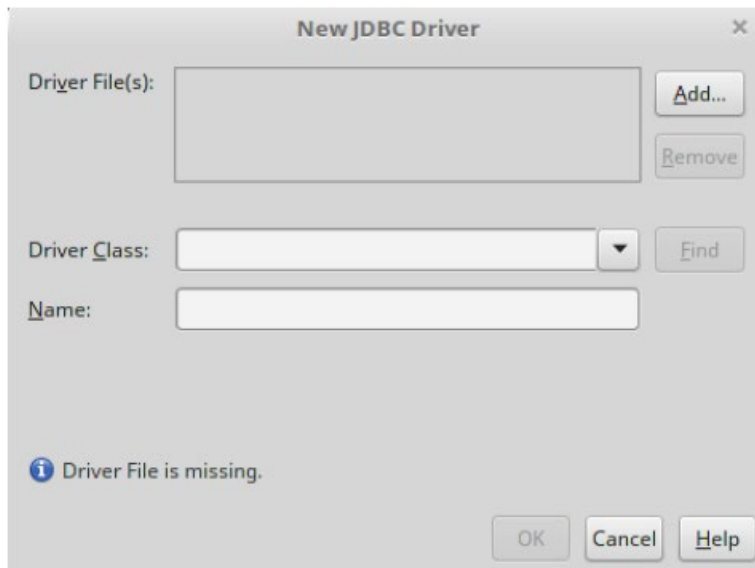 New JDBC Driver
Driver File(s):
Add...
Remove
Driver Class:
Find
Name:
Driver File is missing.
OK
Cancel
Help